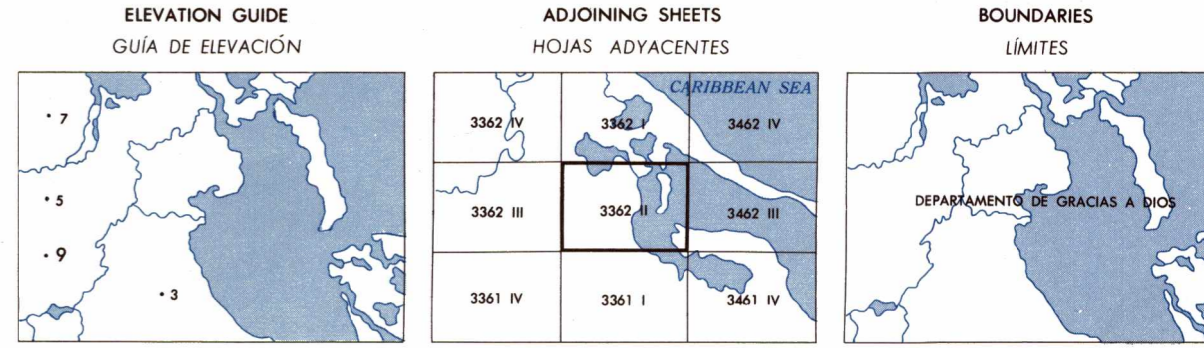 ELEVATION GUIDE
GUÍA DE ELEVACIÓN
7
5
9
3
ADJOINING SHEETS
HOJAS ADYACENTES
CARIBBEAN SEA
3362 IV
3362 I
3462 IV
3362 III
3362 II
3462 III
3361 IV
3361 I
3461 IV
BOUNDARIES
LÍMITES
DEPARTAMENTO DE GRACIAS A DIOS